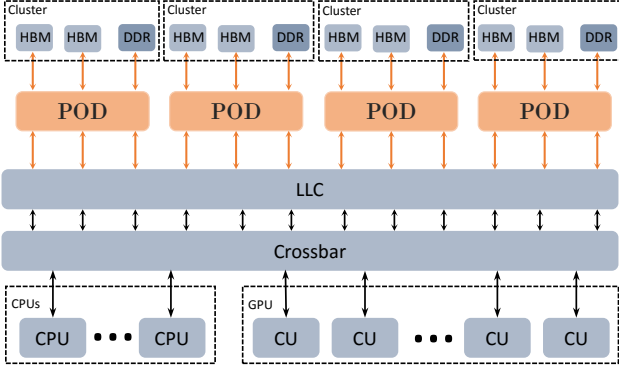 Cluster Cluster Cluster Cluster
HBM HBM DDR HBM HBM DDR HBM HBM DDR HBM HBM DDR
POD POD POD POD
LLC
Crossbar
CPUs GPU
CPU ••• CPU CU CU ••• CU CU